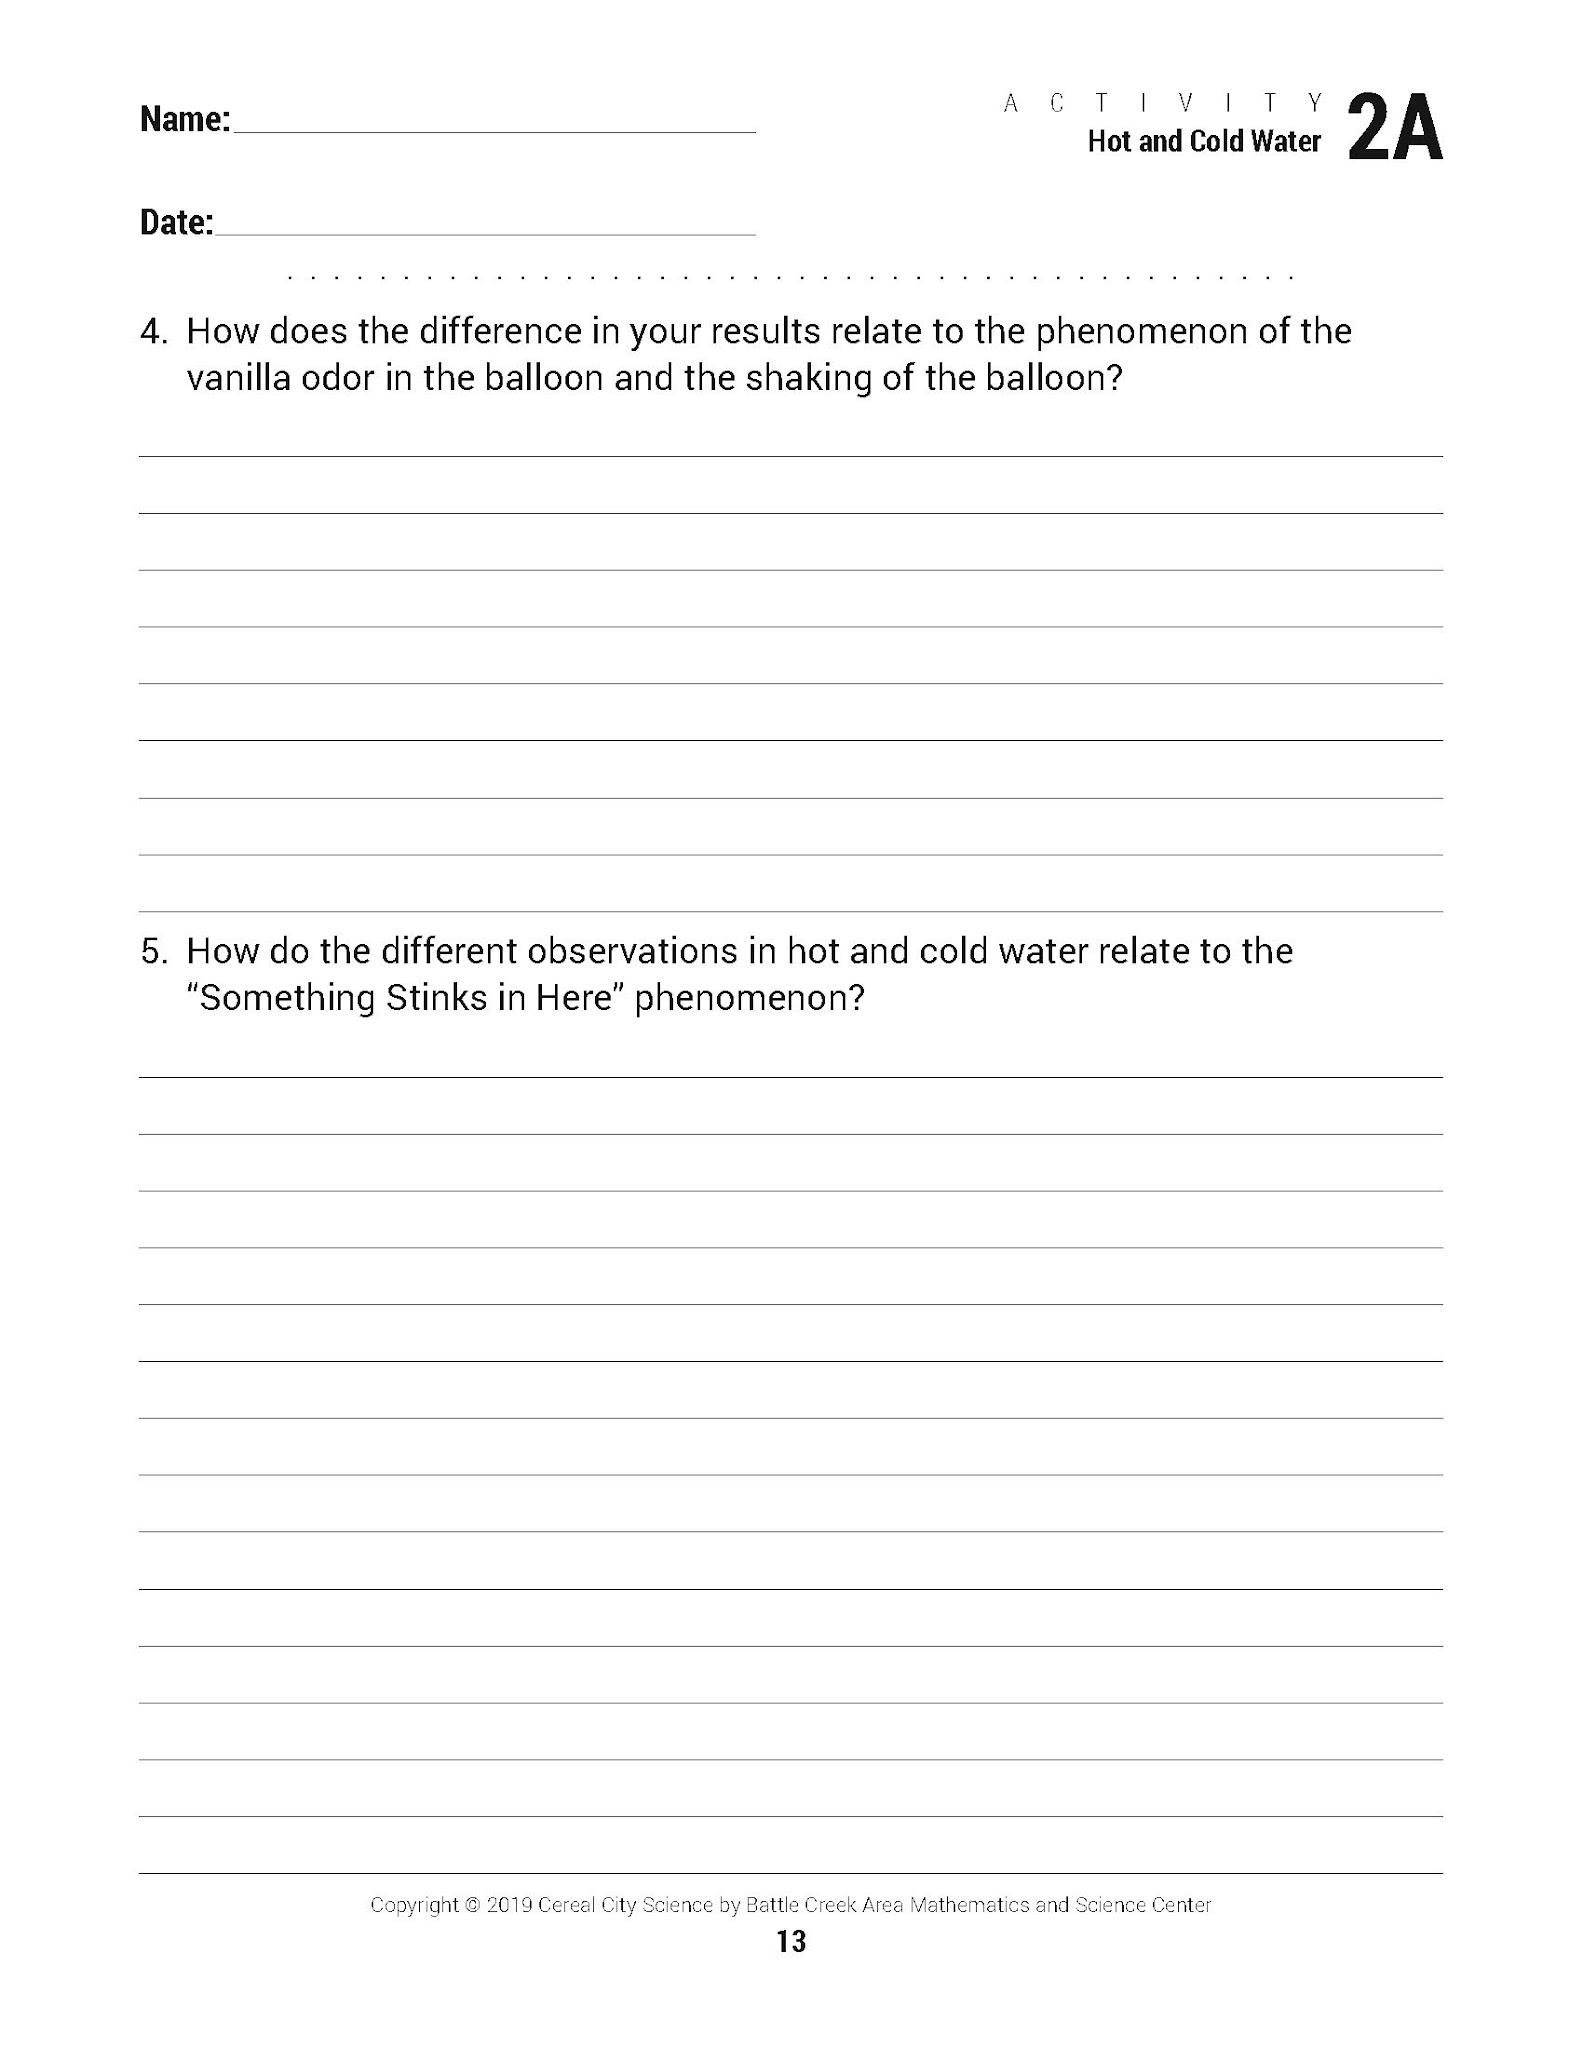 Name:
ACTIVITY
Hot and Cold Water
2A
Date:
4. How does the difference in your results relate to the phenomenon of the
vanilla odor in the balloon and the shaking of the balloon?
5. How do the different observations in hot and cold water relate to the
“Something Stinks in Here” phenomenon?
Copyright © 2019 Cereal City Science by Battle Creek Area Mathematics and Science Center
13